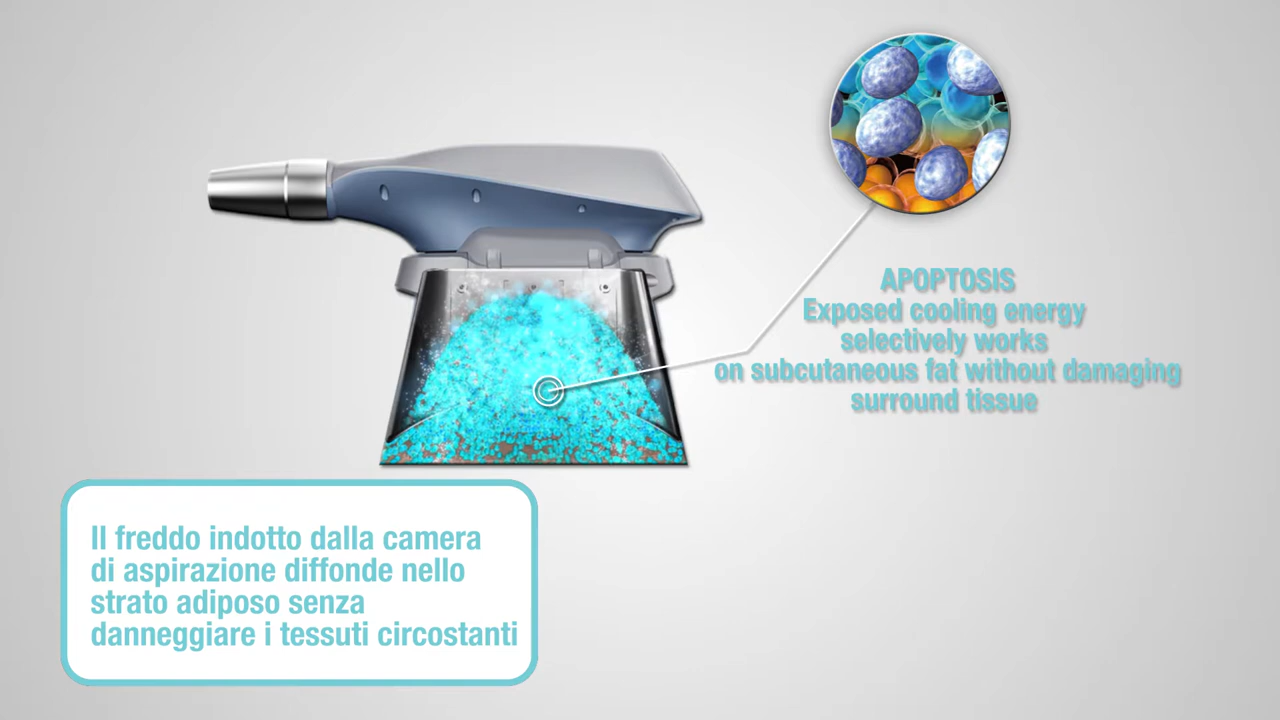 APOPTOSIS
Exposed cooling energy
selectively works
on subcutaneous fat without damaging
surround tissue
Il freddo indotto dalla camera
di aspirazione diffonde nello
strato adiposo senza
danneggiare i tessuti circostanti